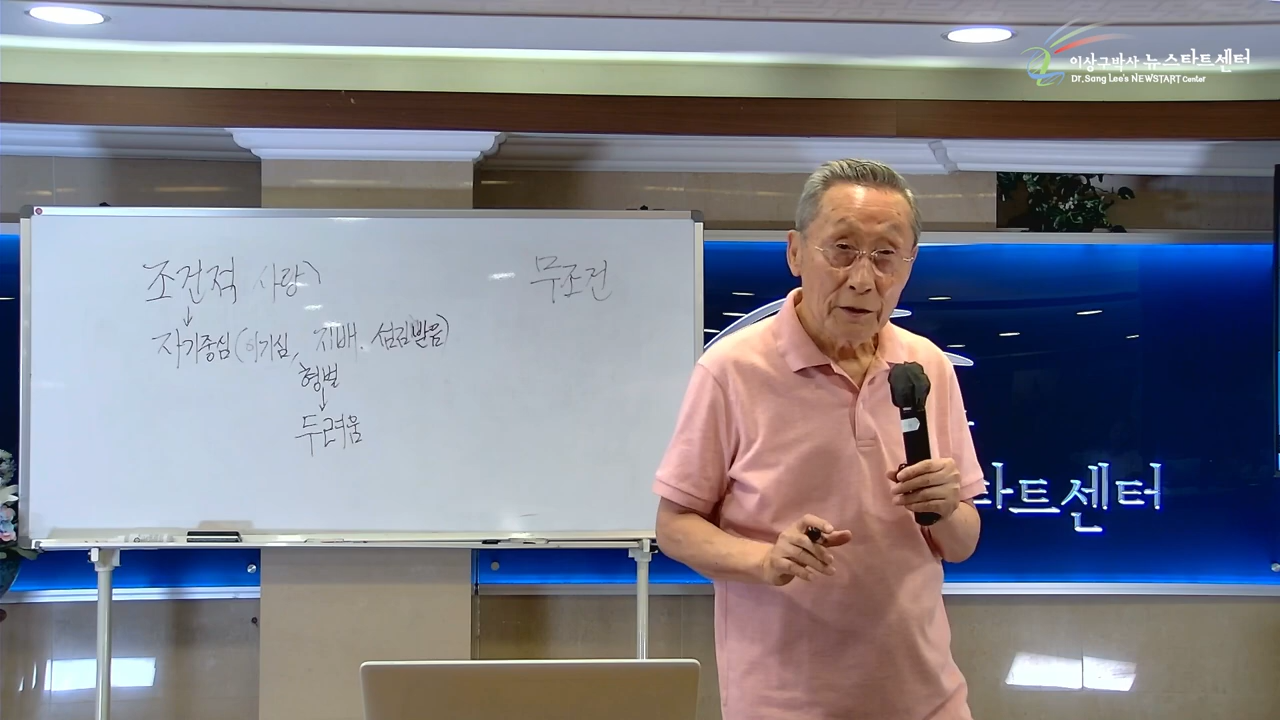 이상구박사 뉴스타트센터
Dr. Sang Lee's NEWSTART Center
조건적 사랑 무조건
↓
자기중심(이기심, 지배. 섬김받음)
형벌
↓
두려움
타트센터